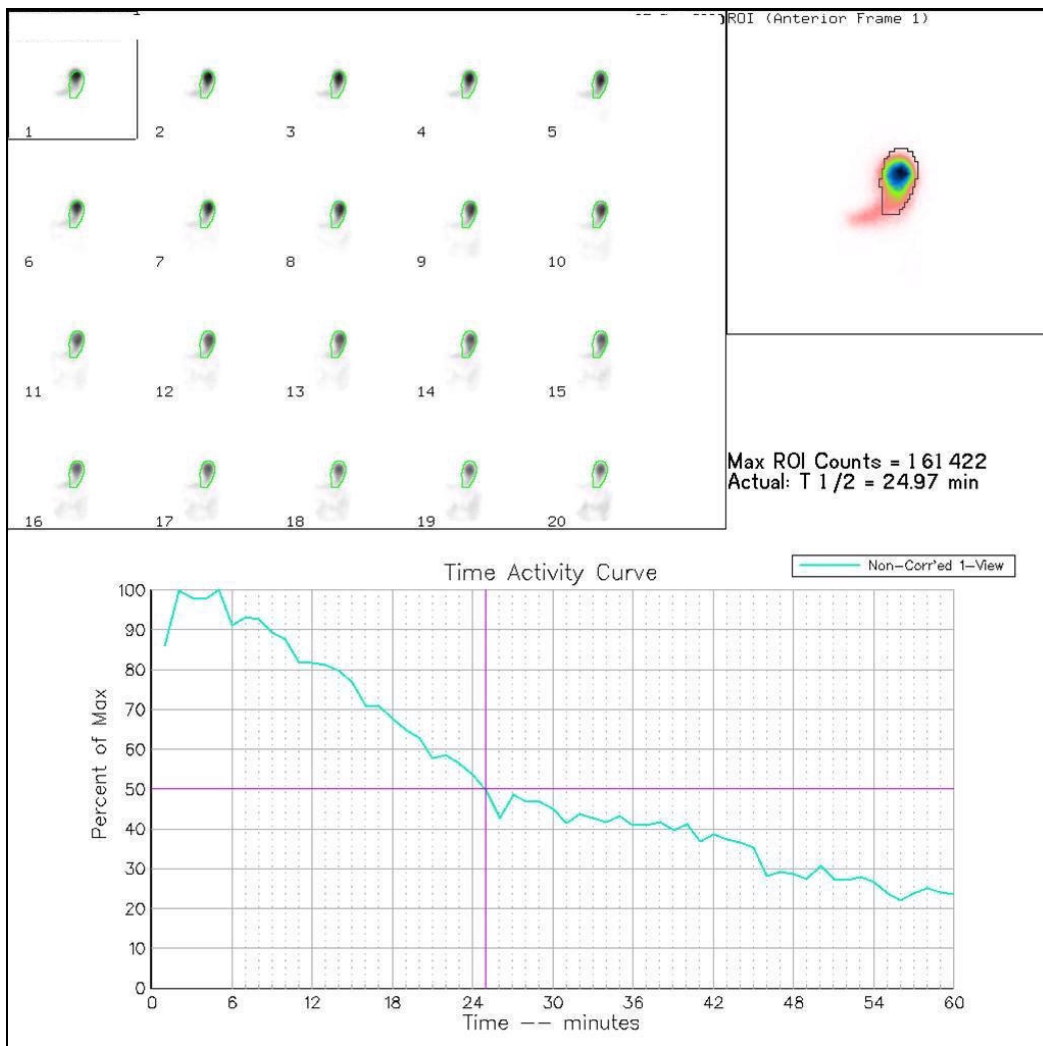 ROI (Anterior Frame 1)
1 2 3 4 5
6 7 8 9 10
11 12 13 14 15
16 17 18 19 20
Max ROI Counts = 161422
Actual: T 1/2 = 24.97 min
Time Activity Curve
Non-Corr'ed 1-View
Percent of Max
100
90
80
70
60
50
40
30
20
10
0
0 6 12 18 24 30 36 42 48 54 60
Time -- minutes